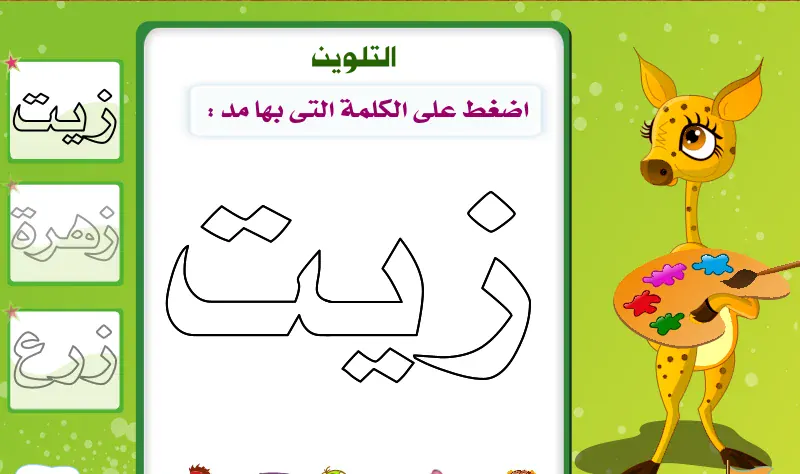 التلوين
اضغط على الكلمة التى بها مد :
زيت
زيت
زهرة
زرع